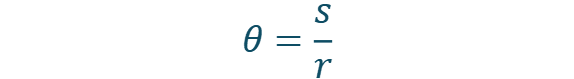 θ = s/r